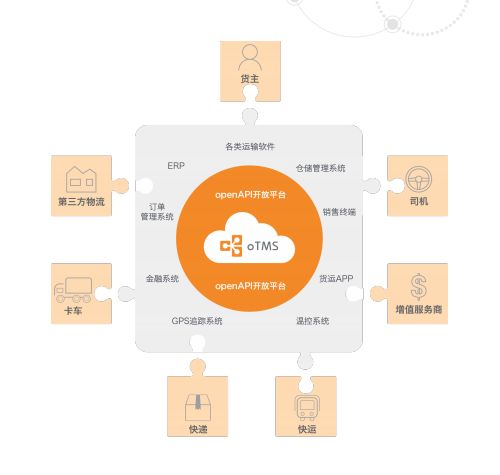 货主
各类运输软件
ERP
仓储管理系统
openAPI开放平台
第三方物流
司机
订单
管理系统
销售终端
oTMS
金融系统
货运APP
openAPI开放平台
卡车
增值服务商
GPS追踪系统
温控系统
快递
快运